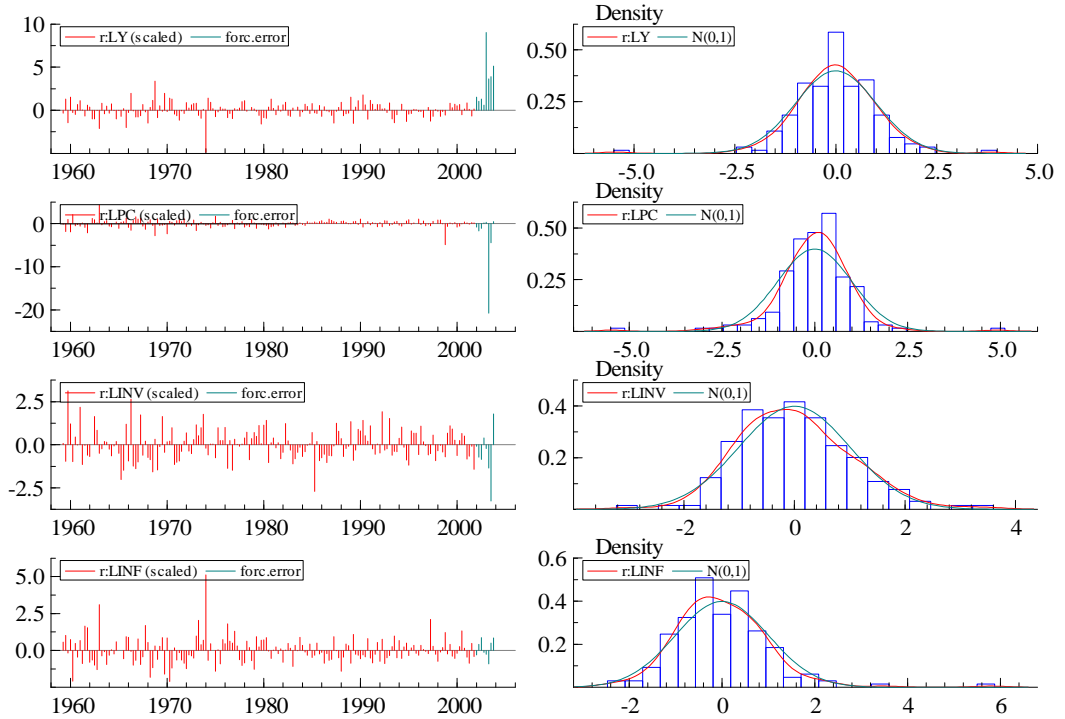 Density
10
r:LY (scaled) forc.error
r:LY N(0,1)
5
0.50
0
0.25
1960 1970 1980 1990 2000
-5.0 -2.5 0.0 2.5 5.0
Density
0
r:LPC (scaled) forc.error
r:LPC N(0,1)
0.50
-10
0.25
-20
1960 1970 1980 1990 2000
-5.0 -2.5 0.0 2.5 5.0
Density
r:LINV (scaled) forc.error
r:LINV N(0,1)
2.5
0.4
0.0
0.2
-2.5
1960 1970 1980 1990 2000
-2 0 2 4
Density
0.6
r:LINF (scaled) forc.error
r:LINF N(0,1)
5.0
0.4
2.5
0.2
0.0
1960 1970 1980 1990 2000
-2 0 2 4 6